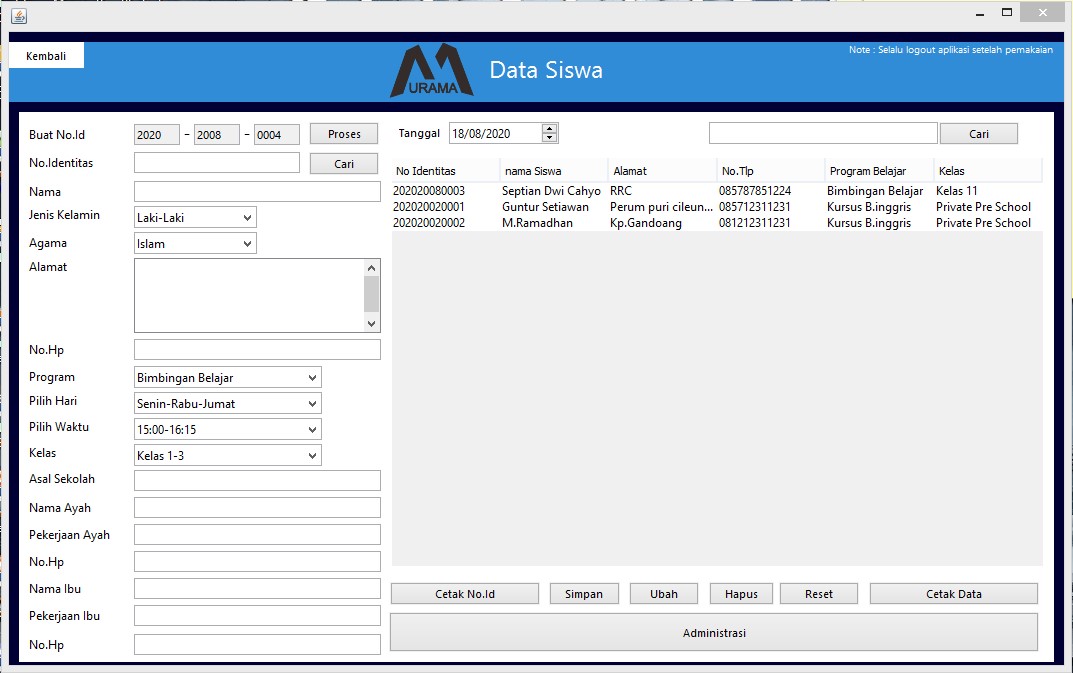 Kembali
URAMA
Data Siswa
Note : Selalu logout aplikasi setelah pemakaian
Buat No.Id 2020 - 2008 - 0004 Proses
No.Identitas Cari
Nama
Jenis Kelamin Laki-Laki
Agama Islam
Alamat
No.Hp
Program Bimbingan Belajar
Pilih Hari Senin-Rabu-Jumat
Pilih Waktu 15:00-16:15
Kelas Kelas 1-3
Asal Sekolah
Nama Ayah
Pekerjaan Ayah
No.Hp
Nama Ibu
Pekerjaan Ibu
No.Hp
Tanggal 18/08/2020 Cari
No Identitas nama Siswa Alamat No.Tlp Program Belajar Kelas
202020080003 Septian Dwi Cahyo RRC 085787851224 Bimbingan Belajar Kelas 11
202020020001 Guntur Setiawan Perum puri cileun... 085712311231 Kursus B.inggris Private Pre School
202020020002 M.Ramadhan Kp.Gandoang 081212311231 Kursus B.inggris Private Pre School
Cetak No.Id Simpan Ubah Hapus Reset Cetak Data
Administrasi